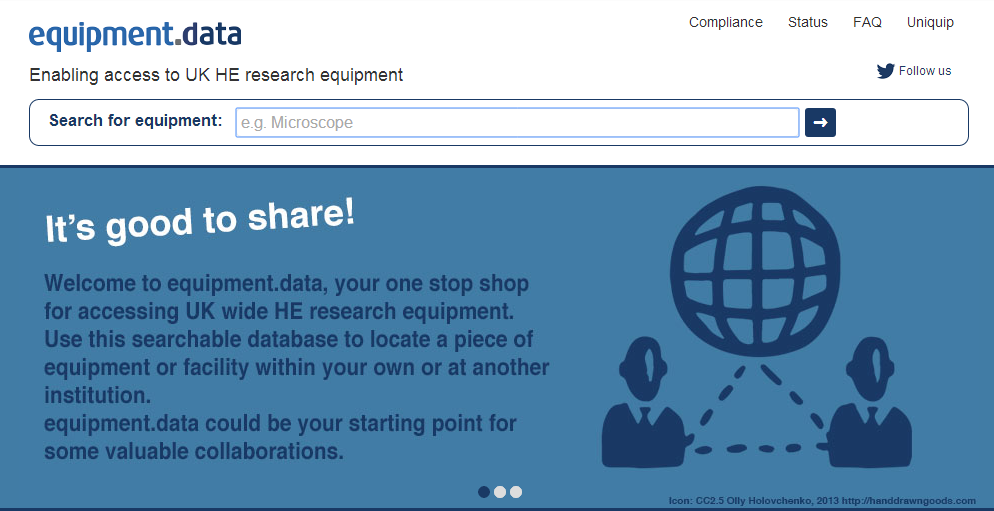 equipment.data
Compliance Status FAQ Uniquip
Enabling access to UK HE research equipment
Follow us
Search for equipment: e.g. Microscope
It's good to share!
Welcome to equipment.data, your one stop shop
for accessing UK wide HE research equipment.
Use this searchable database to locate a piece of
equipment or facility within your own or at another
institution.
equipment.data could be your starting point for
some valuable collaborations.
Icon: CC2.5 Olly Holovchenko, 2013 http://handdrawngoods.com